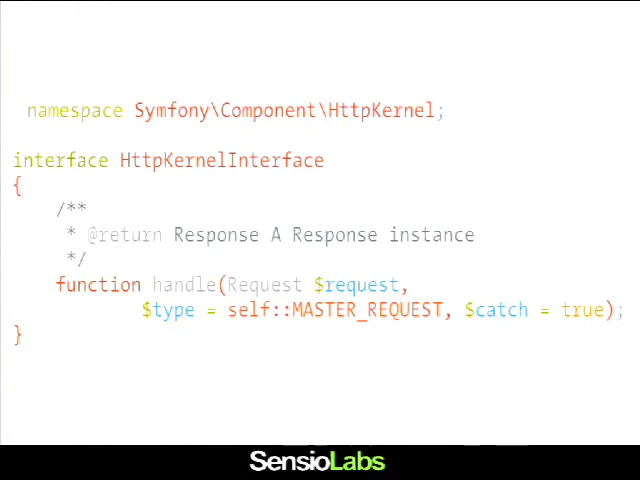 namespace Symfony\Component\HttpKernel;
interface HttpKernelInterface
{
/**
* @return Response A Response instance
*/
function handle(Request $request,
$type = self::MASTER_REQUEST, $catch = true);
}
SensioLabs